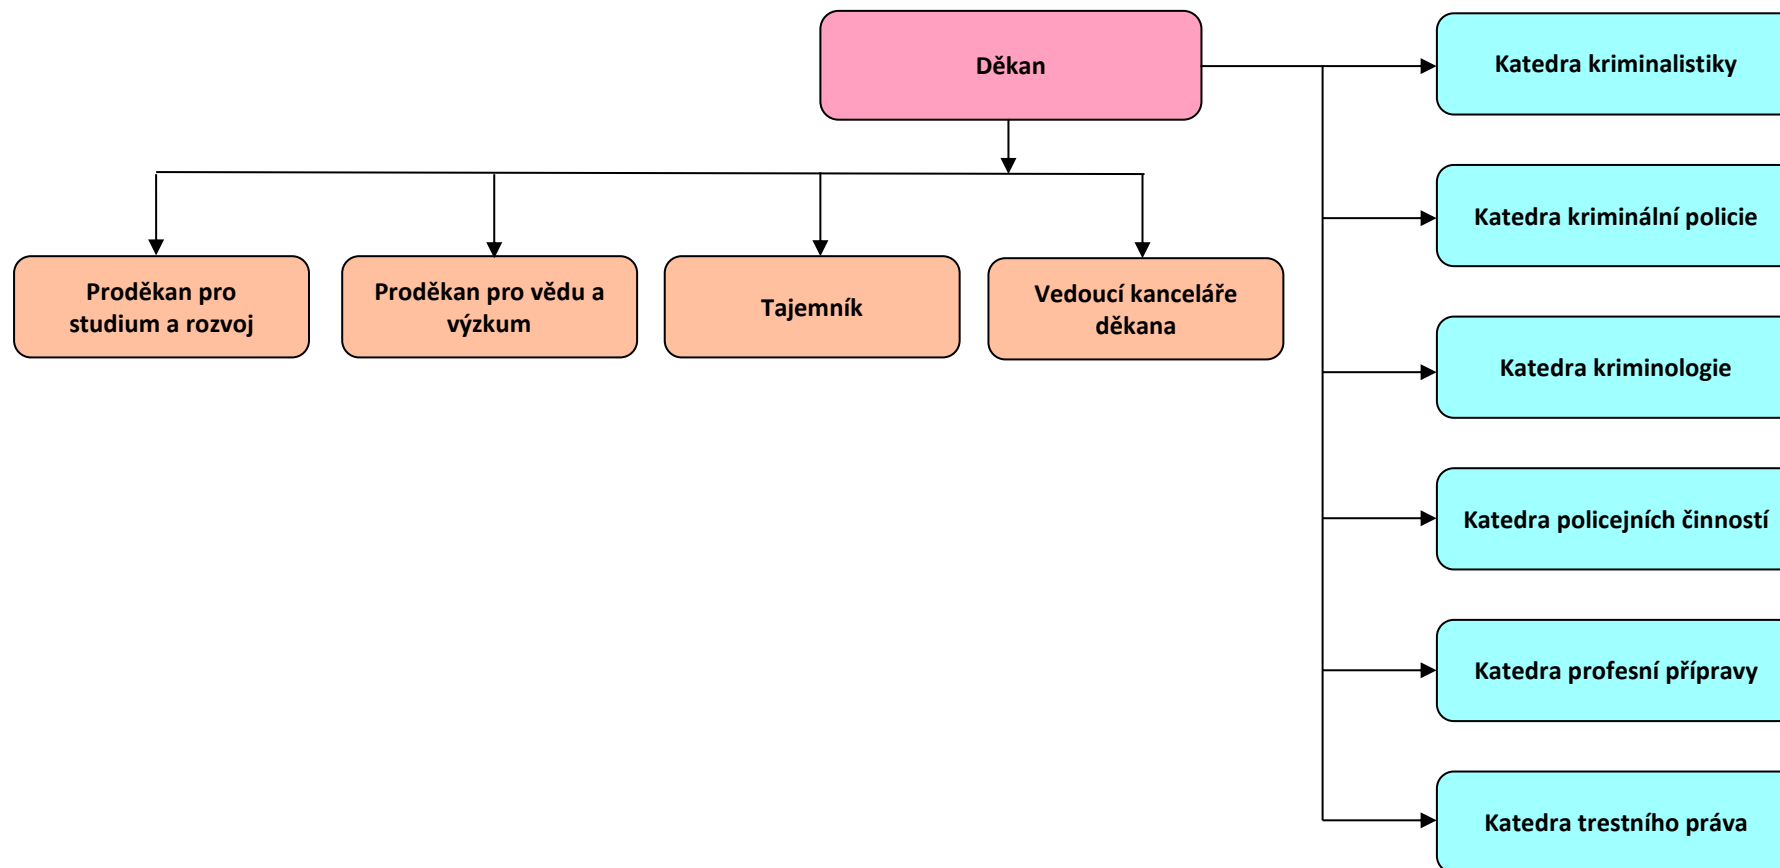 Děkan
Proděkan pro
studium a rozvoj
Proděkan pro vědu a
výzkum
Tajemník
Vedoucí kanceláře
děkana
Katedra kriminalistiky
Katedra kriminální policie
Katedra kriminologie
Katedra policejních činností
Katedra profesní přípravy
Katedra trestního práva